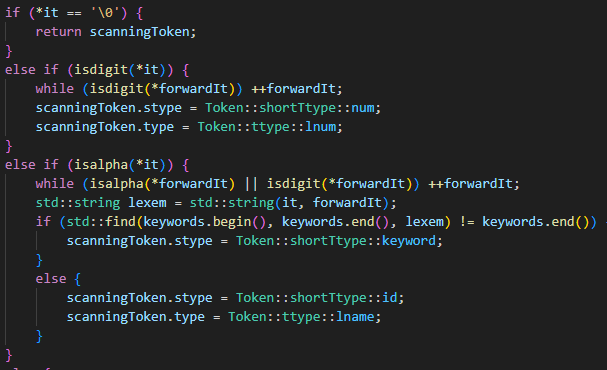 if (*it == '\0') {
    return scanningToken;
}
else if (isdigit(*it)) {
    while (isdigit(*forwardIt)) ++forwardIt;
    scanningToken.stype = Token::shortTtype::num;
    scanningToken.type = Token::ttype::lnum;
}
else if (isalpha(*it)) {
    while (isalpha(*forwardIt) || isdigit(*forwardIt)) ++forwardIt;
    std::string lexem = std::string(it, forwardIt);
    if (std::find(keywords.begin(), keywords.end(), lexem) != keywords.end())
        scanningToken.stype = Token::shortTtype::keyword;
    }
    else {
        scanningToken.stype = Token::shortTtype::id;
        scanningToken.type = Token::ttype::lname;
    }
}